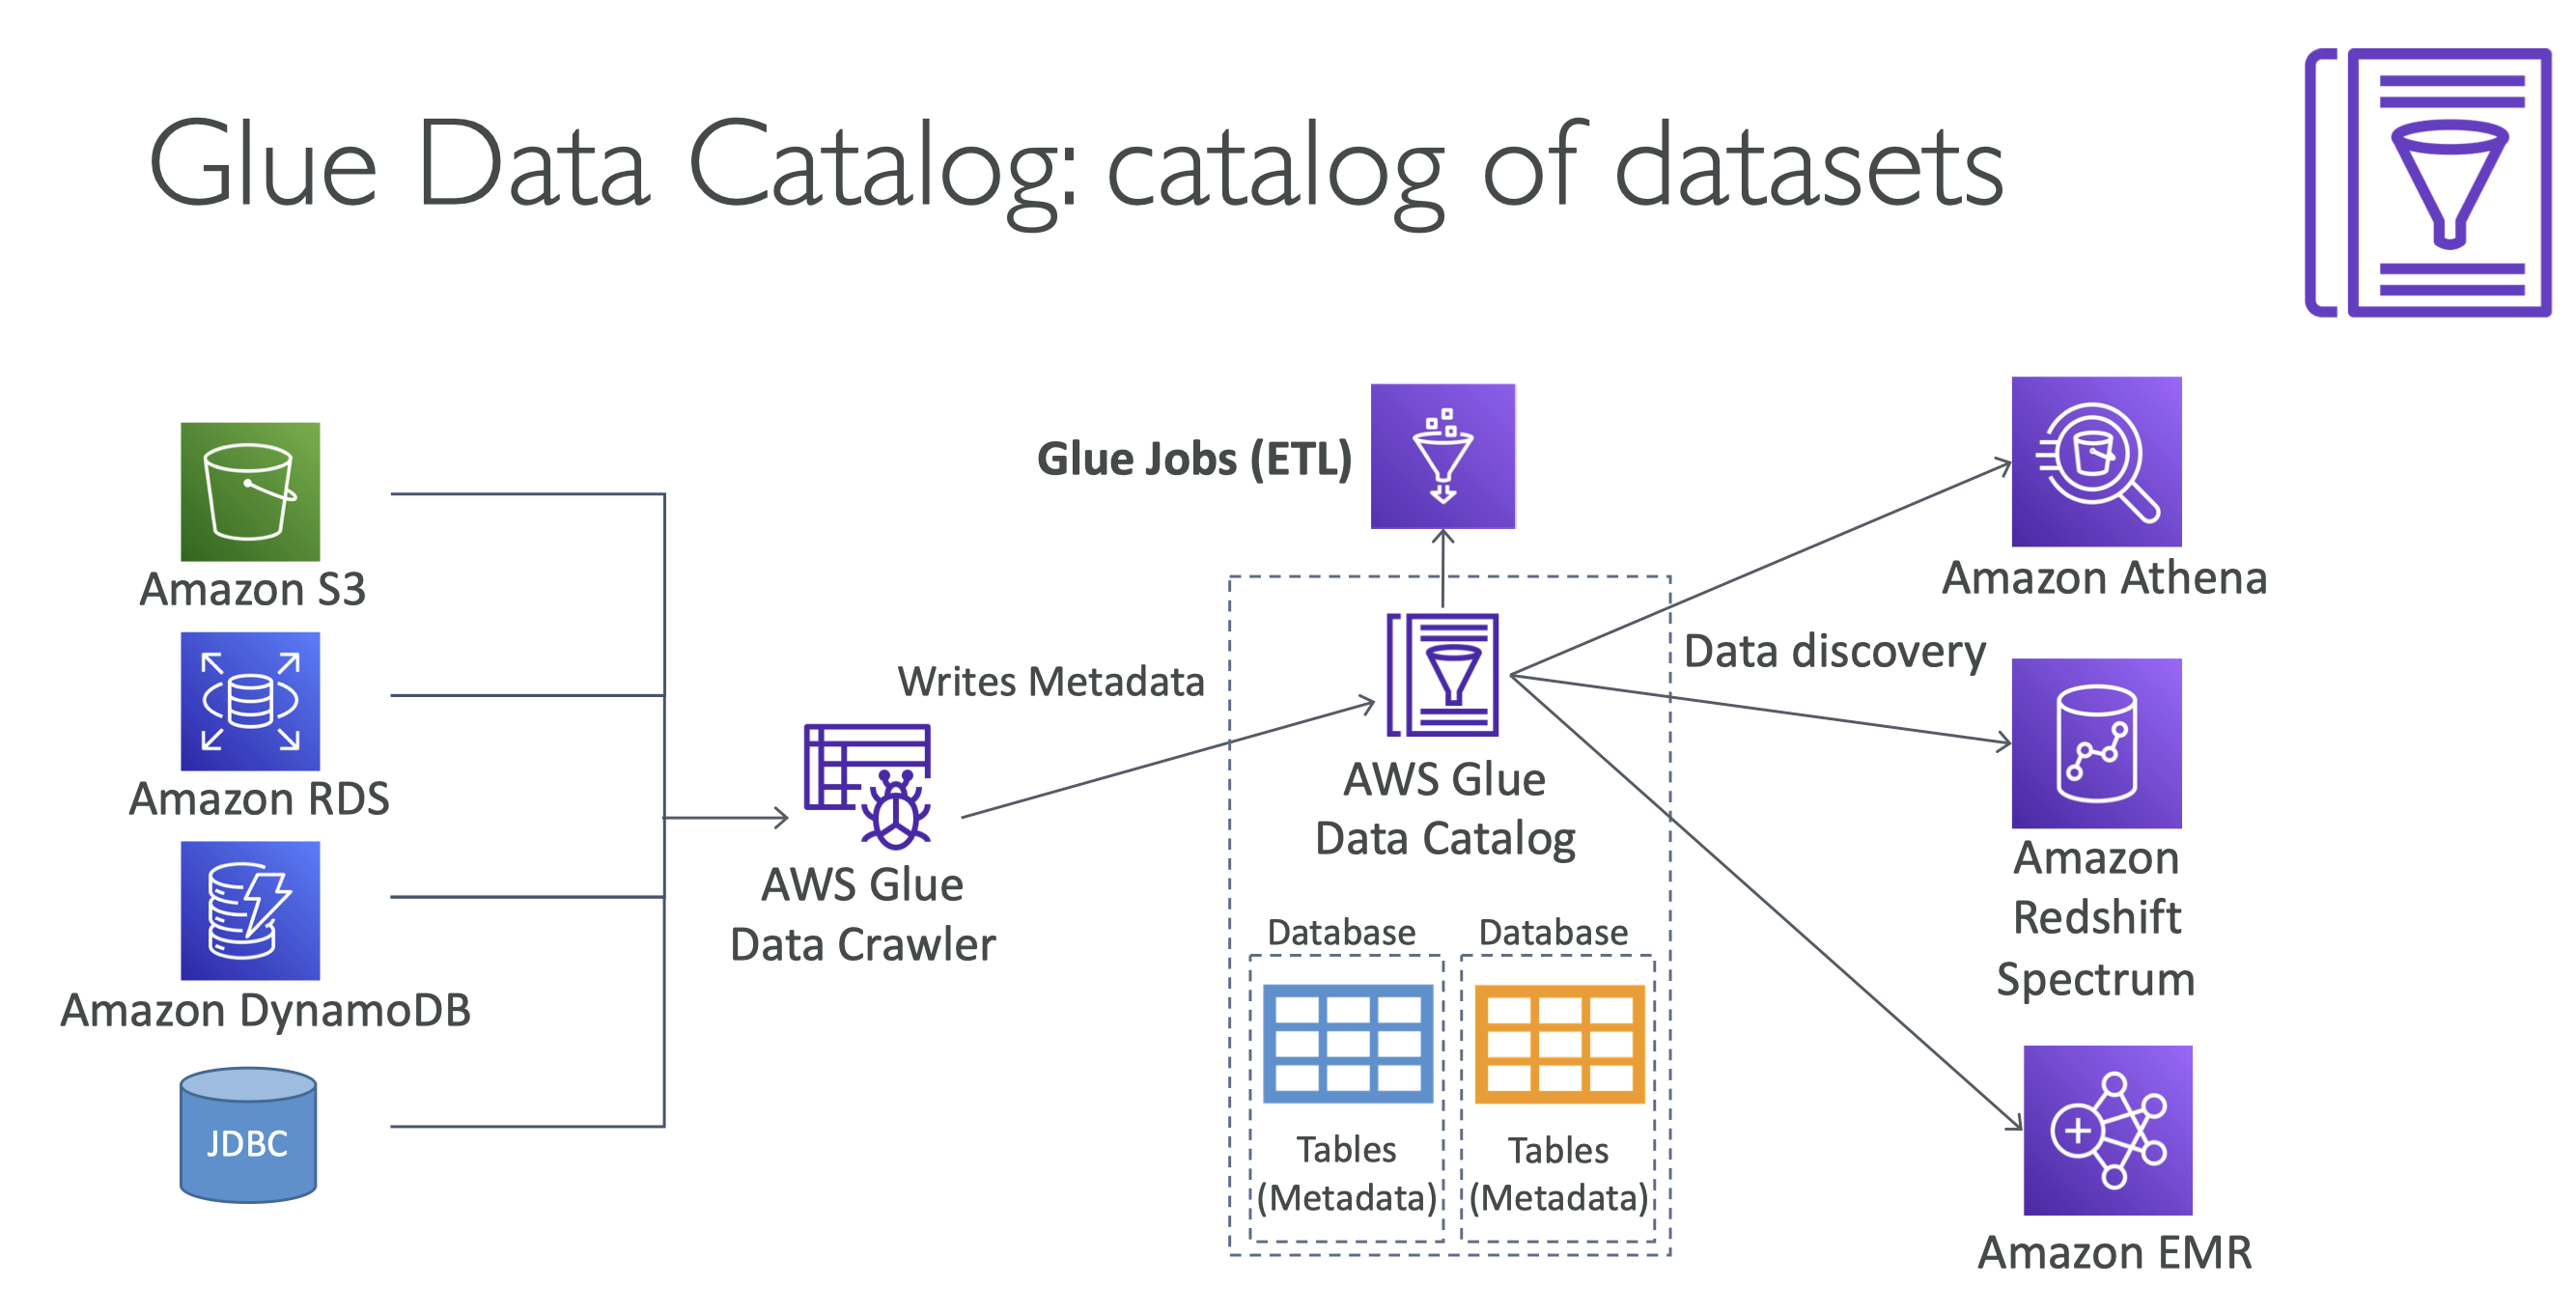 Glue Data Catalog: catalog of datasets
Amazon S3
Amazon RDS
Amazon DynamoDB
JDBC
AWS Glue
Data Crawler
Writes Metadata
Glue Jobs (ETL)
AWS Glue
Data Catalog
Database
Tables
(Metadata)
Database
Tables
(Metadata)
Data discovery
Amazon Athena
Amazon
Redshift
Spectrum
Amazon EMR